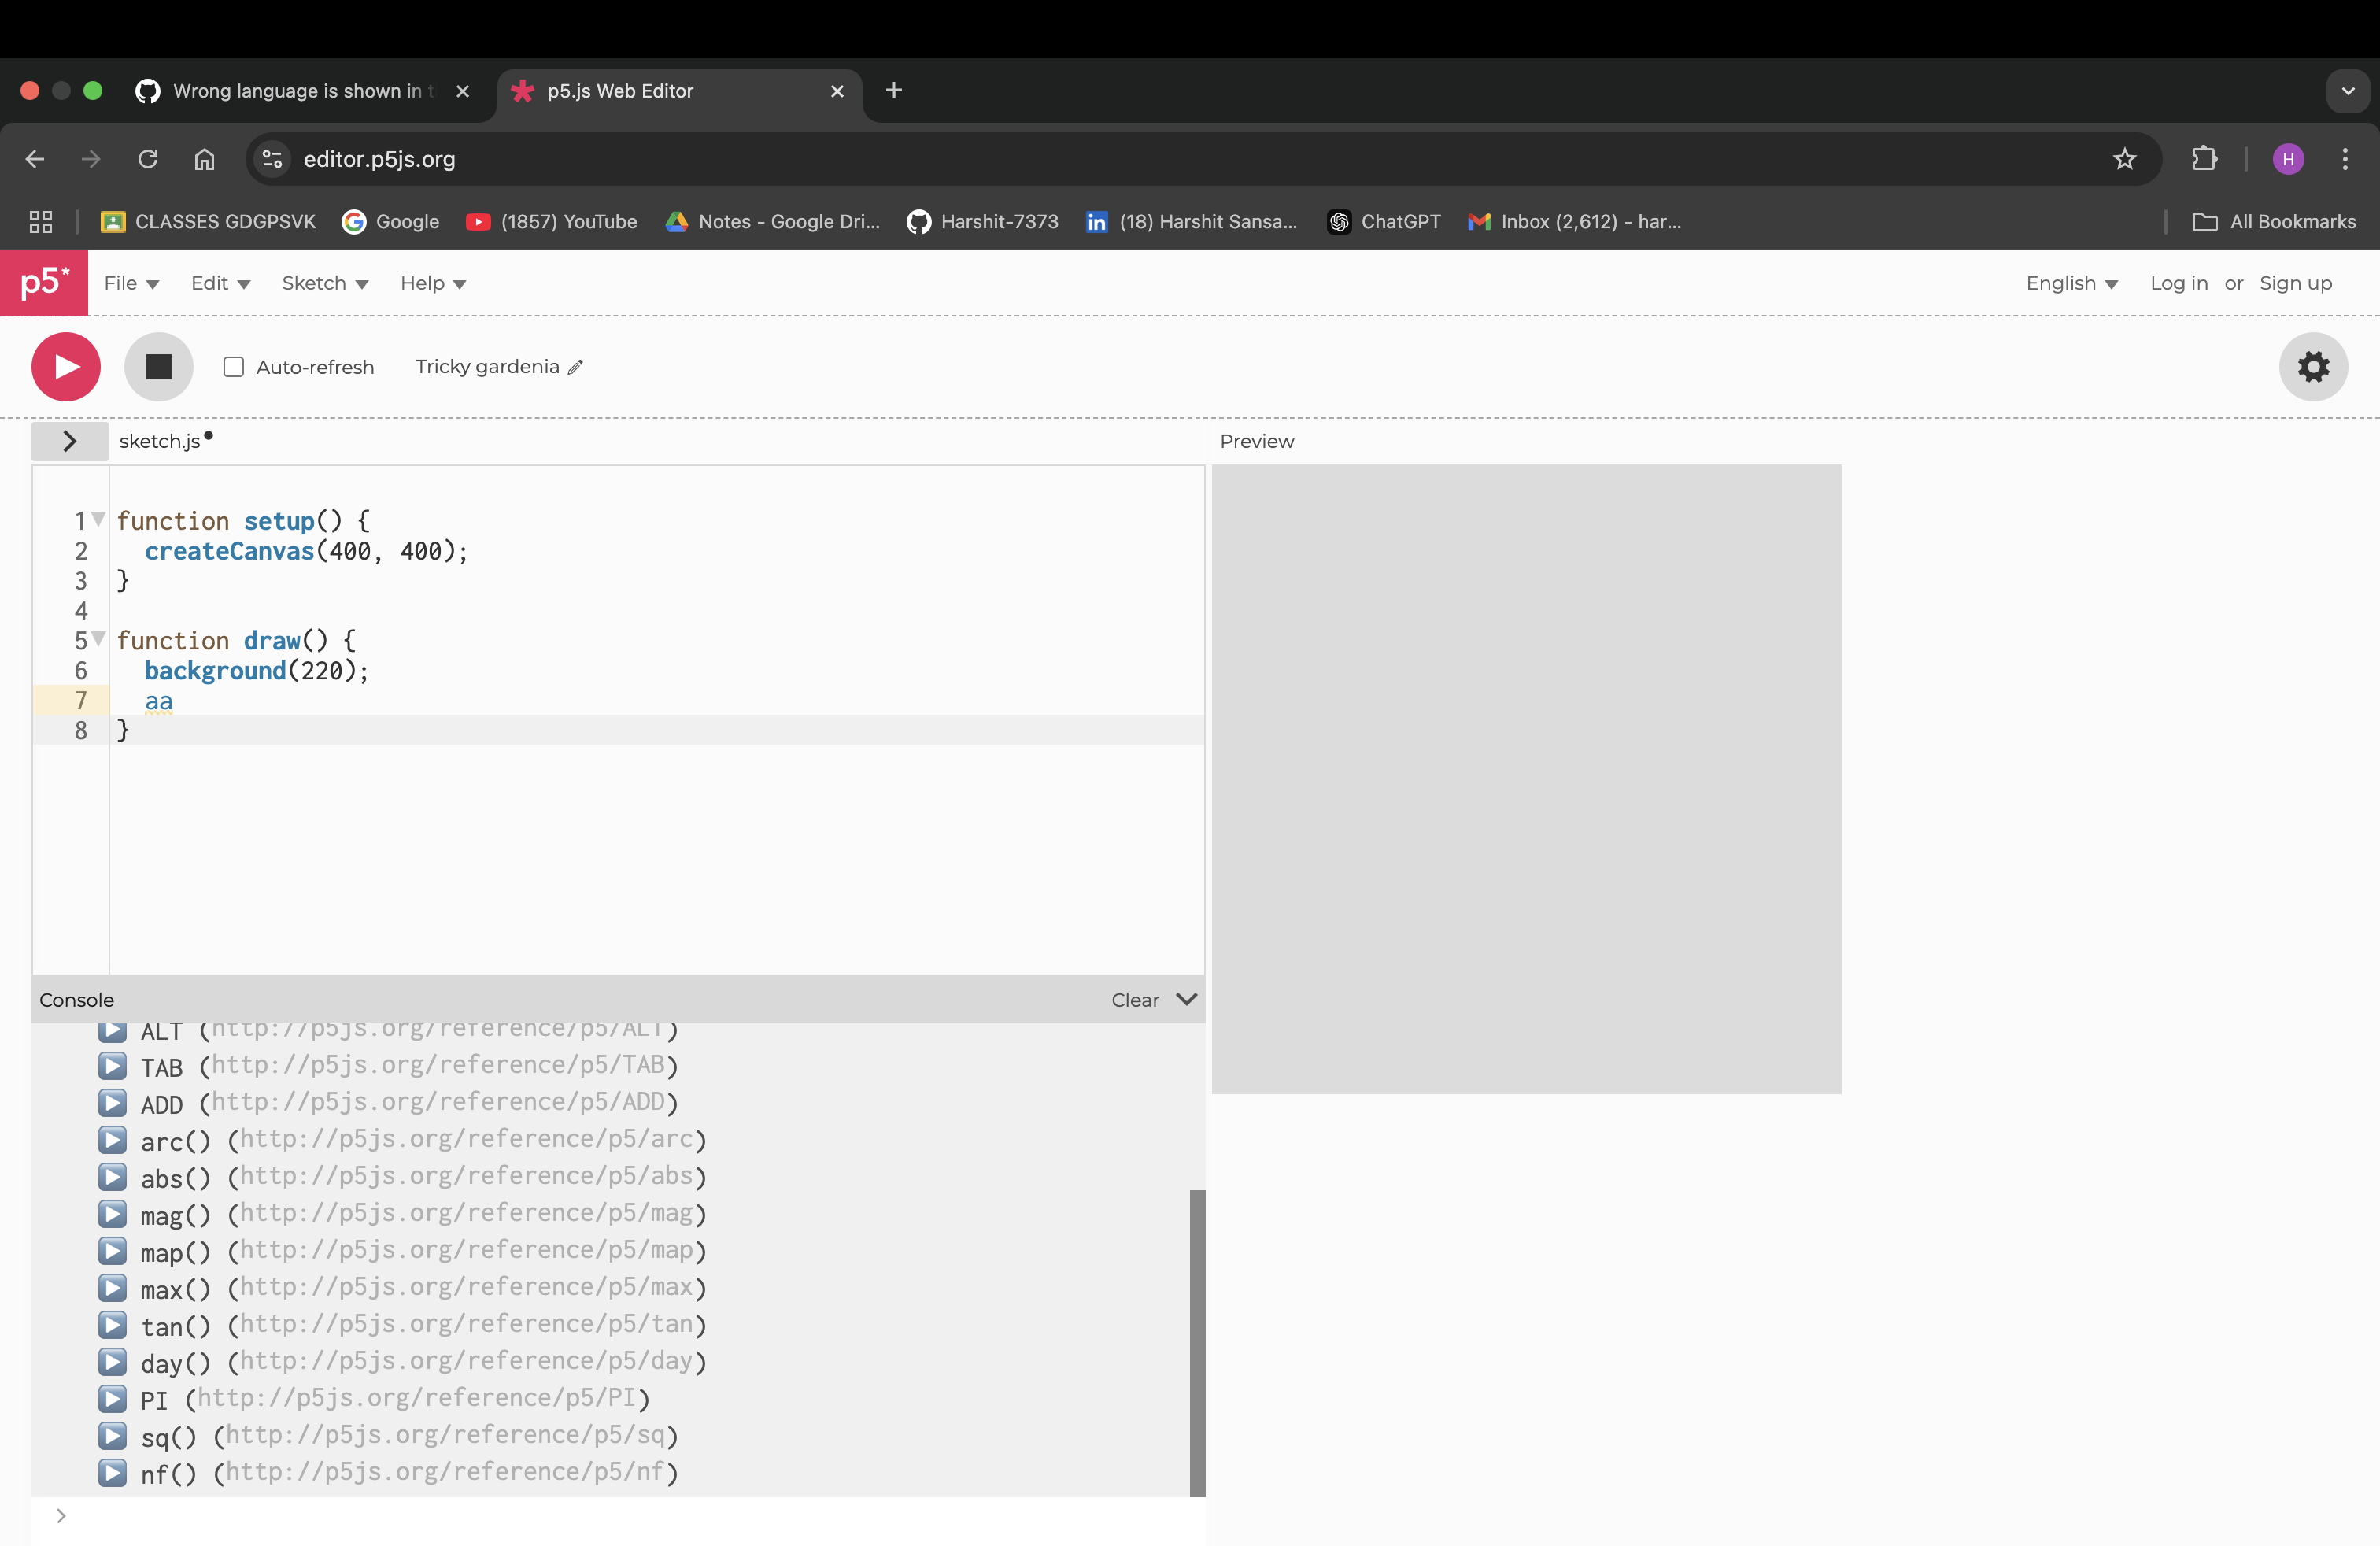 Wrong language is shown in t
p5.js Web Editor
editor.p5js.org
H
CLASSES GDGPSVK
Google
(1857) YouTube
Notes - Google Dri...
Harshit-7373
in
(18) Harshit Sansa...
ChatGPT
Inbox (2,612) - har...
All Bookmarks
p5*
File
Edit
Sketch
Help
English
Log in or Sign up
Auto-refresh
Tricky gardenia
sketch.js
Preview
1 function setup() {
2 createCanvas(400, 400);
3 }
4
5 function draw() {
6 background(220);
7 aa
8 }
Console
Clear
ALT (http://p5js.org/reference/p5/ALT)
TAB (http://p5js.org/reference/p5/TAB)
ADD (http://p5js.org/reference/p5/ADD)
arc() (http://p5js.org/reference/p5/arc)
abs() (http://p5js.org/reference/p5/abs)
mag() (http://p5js.org/reference/p5/mag)
map() (http://p5js.org/reference/p5/map)
max() (http://p5js.org/reference/p5/max)
tan() (http://p5js.org/reference/p5/tan)
day() (http://p5js.org/reference/p5/day)
PI (http://p5js.org/reference/p5/PI)
sq() (http://p5js.org/reference/p5/sq)
nf() (http://p5js.org/reference/p5/nf)